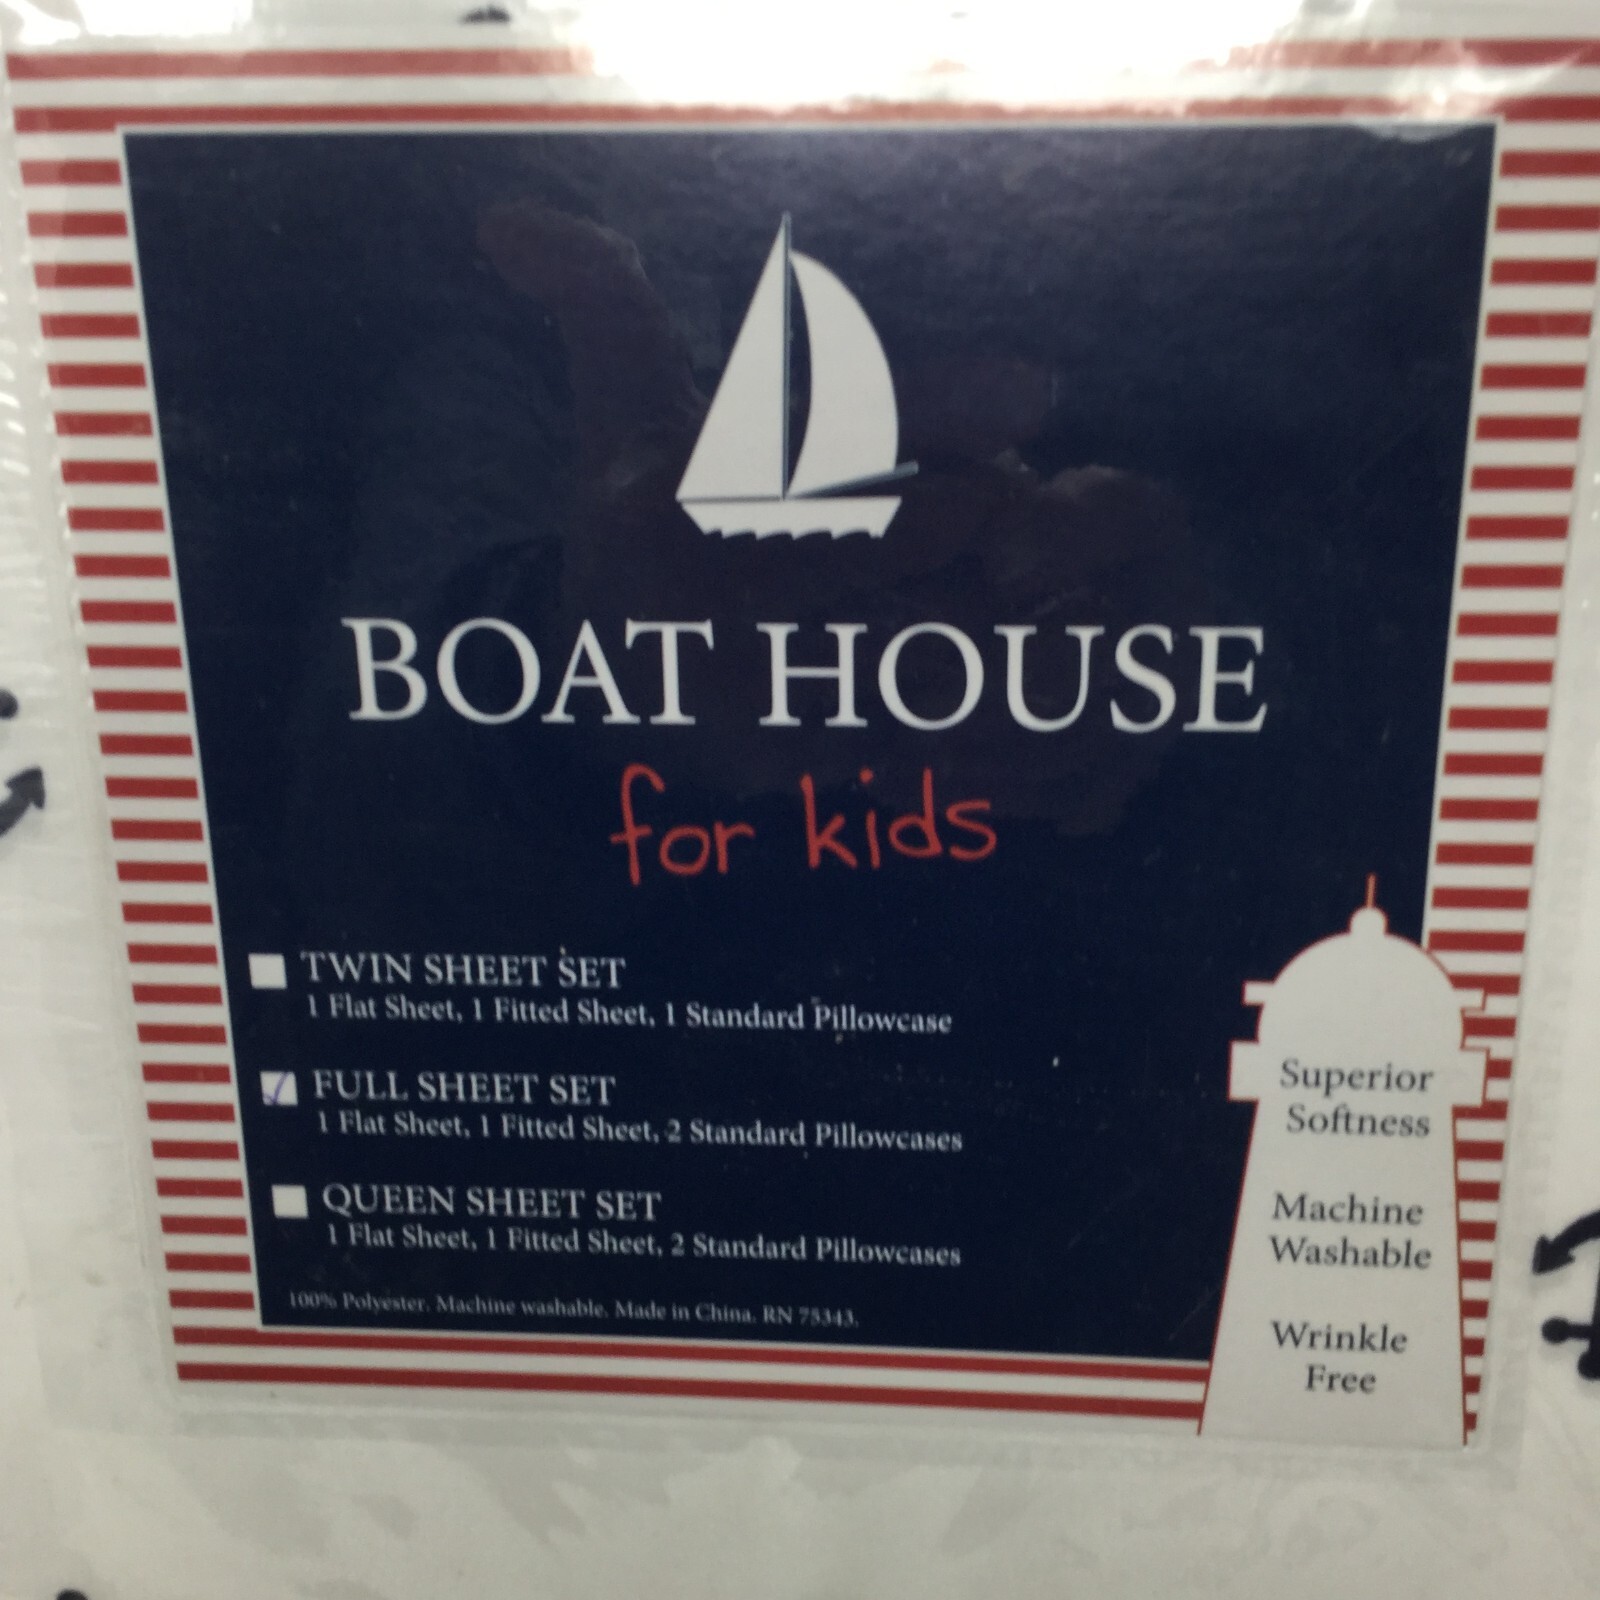 BOAT HOUSE
for kids
TWIN SHEET SET
1 Flat Sheet, 1 Fitted Sheet, 1 Standard Pillowcase
FULL SHEET SET
1 Flat Sheet, 1 Fitted Sheet, 2 Standard Pillowcases
QUEEN SHEET SET
1 Flat Sheet, 1 Fitted Sheet, 2 Standard Pillowcases
100% Polyester. Machine washable. Made in China. RN 75343.
Superior
Softness
Machine
Washable
Wrinkle
Free